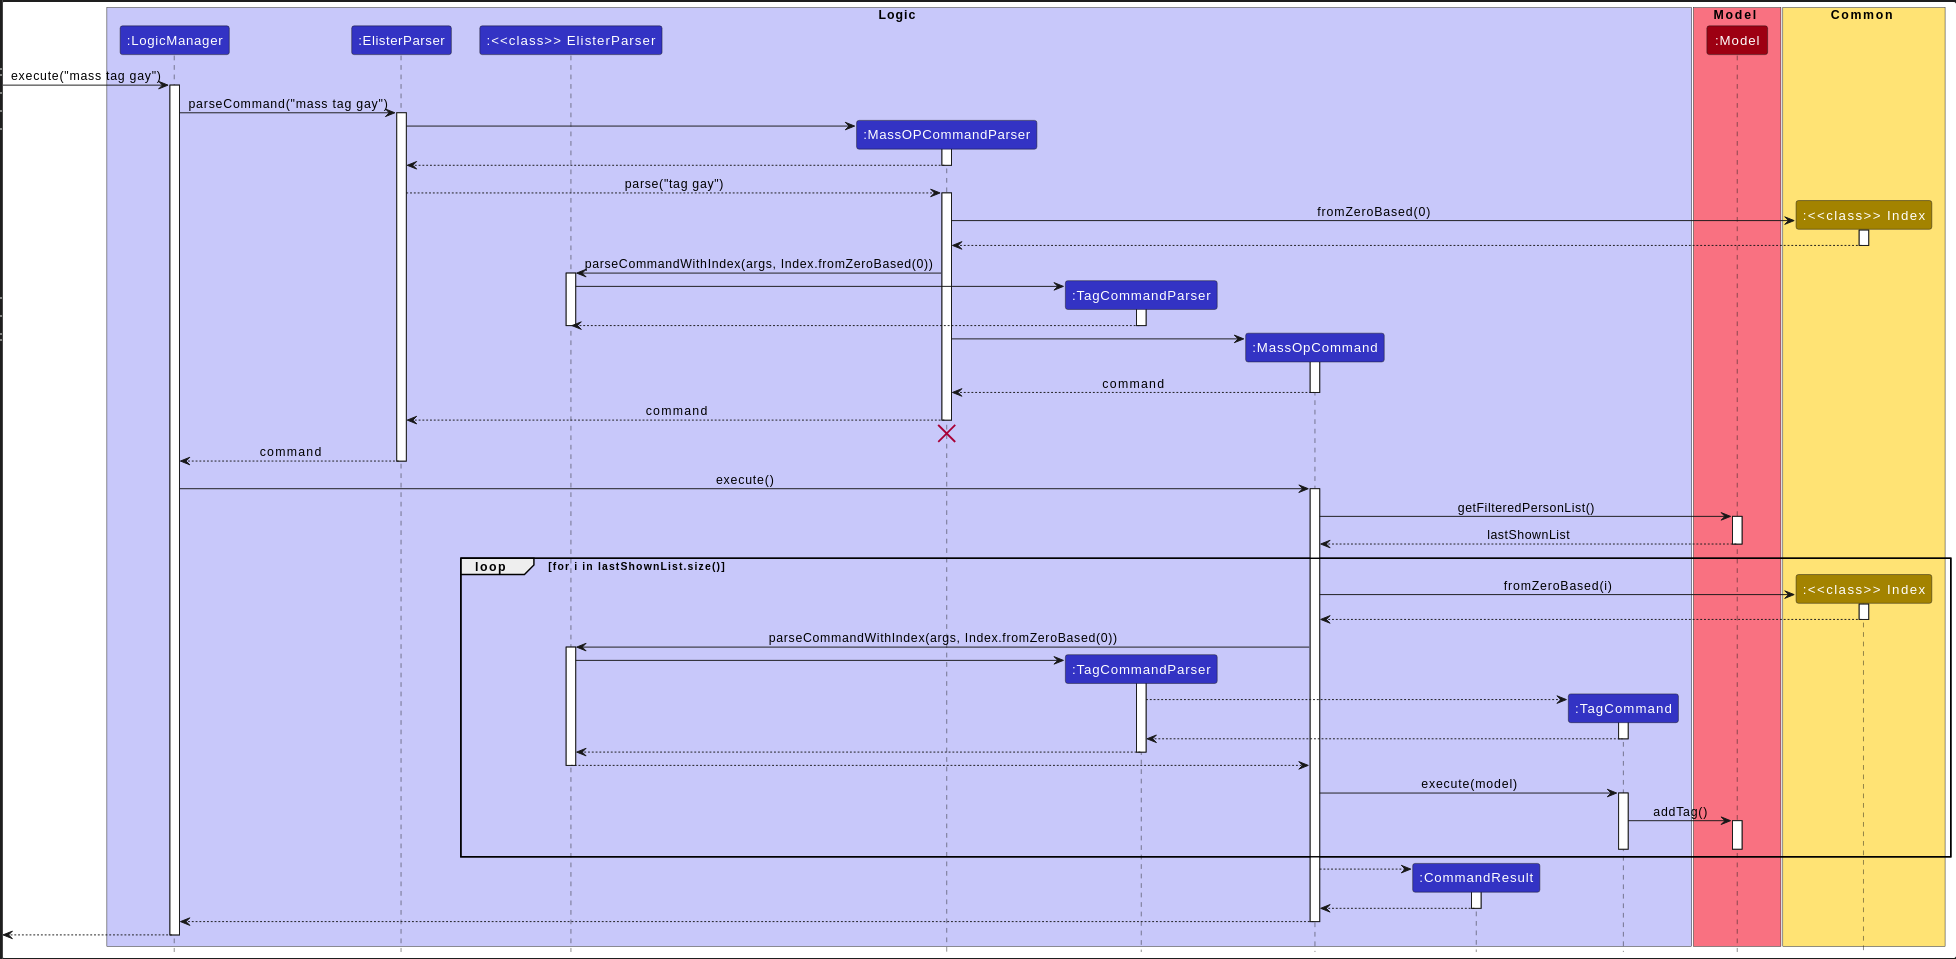 Logic
Model
Common
:LogicManager
:ElisterParser
:<<class>> ElisterParser
:Model
execute("mass tag gay")
parseCommand("mass tag gay")
:MassOPCommandParser
parse("tag gay")
fromZeroBased(0)
:<<class>> Index
parseCommandWithIndex(args, Index.fromZeroBased(0))
:TagCommandParser
:MassOpCommand
command
command
command
execute()
getFilteredPersonList()
lastShownList
loop [for i in lastShownList.size()]
fromZeroBased(i)
:<<class>> Index
parseCommandWithIndex(args, Index.fromZeroBased(0))
:TagCommandParser
:TagCommand
execute(model)
addTag()
:CommandResult